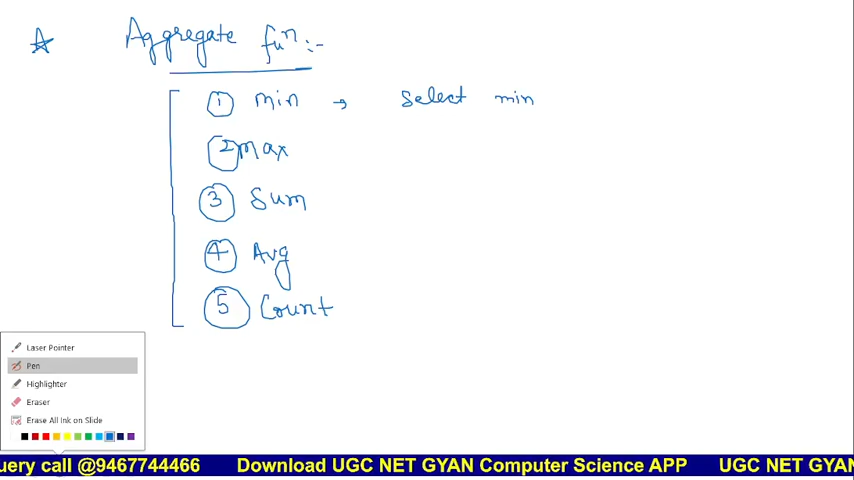 Aggregate fun:-
① min → Select min
② max
③ Sum
④ Avg
⑤ Count
Laser Pointer
Pen
Highlighter
Eraser
Erase All Ink on Slide
uery call @9467744466 Download UGC NET GYAN Computer Science APP UGC NET GYAN